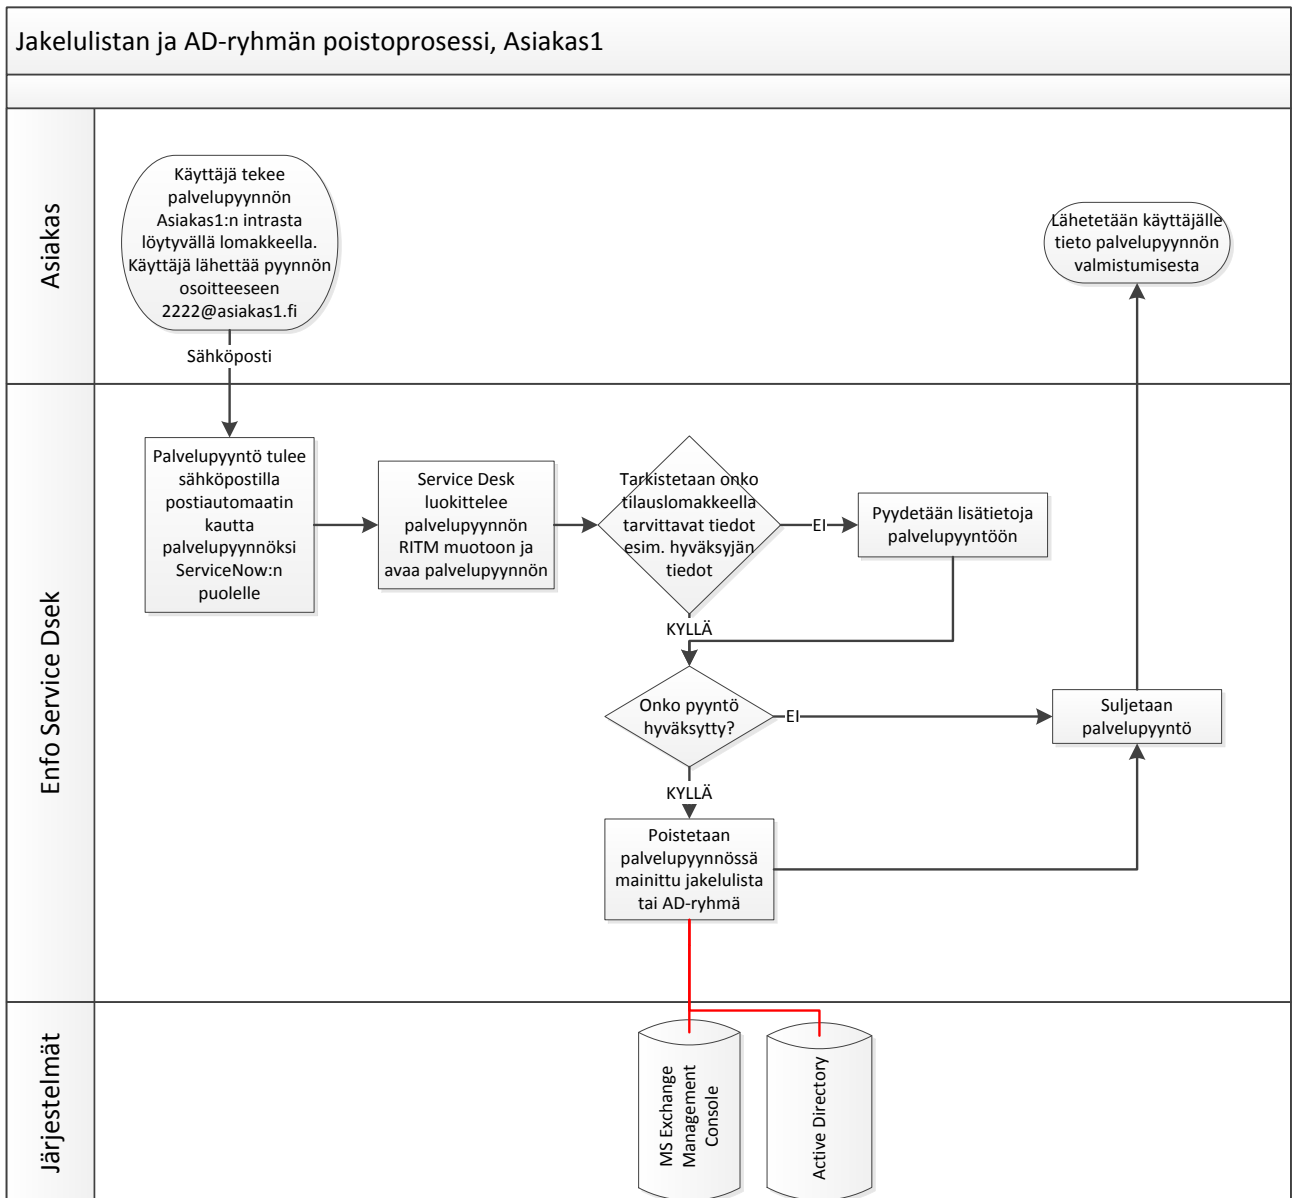 Jakelulistan ja AD-ryhmän poistoprosessi, Asiakas1
Asiakas
Käyttäjä tekee
palvelupyynnön
Asiakas1:n intrasta
löytyvällä lomakkeella.
Käyttäjä lähettää pyynnön
osoitteeseen
2222@asiakas1.fi
Lähetetään käyttäjälle
tieto palvelupyynnön
valmistumisesta
Sähköposti
Enfo Service Dsek
Palvelupyyntö tulee
sähköpostilla
postiautomaatin
kautta
palvelupyynnöksi
ServiceNow:n
puolelle
Service Desk
luokittelee
palvelupyynnön
RITM muotoon ja
avaa palvelupyynnön
Tarkistetaan onko
tilauslomakkeella
tarvittavat tiedot
esim. hyväksyjän
tiedot
EI
Pyydetään lisätietoja
palvelupyyntöön
KYLLÄ
Onko pyyntö
hyväksytty?
EI
Suljetaan
palvelupyyntö
KYLLÄ
Poistetaan
palvelupyynnössä
mainittu jakelulista
tai AD-ryhmä
Järjestelmät
MS Exchange
Management
Console
Active Directory